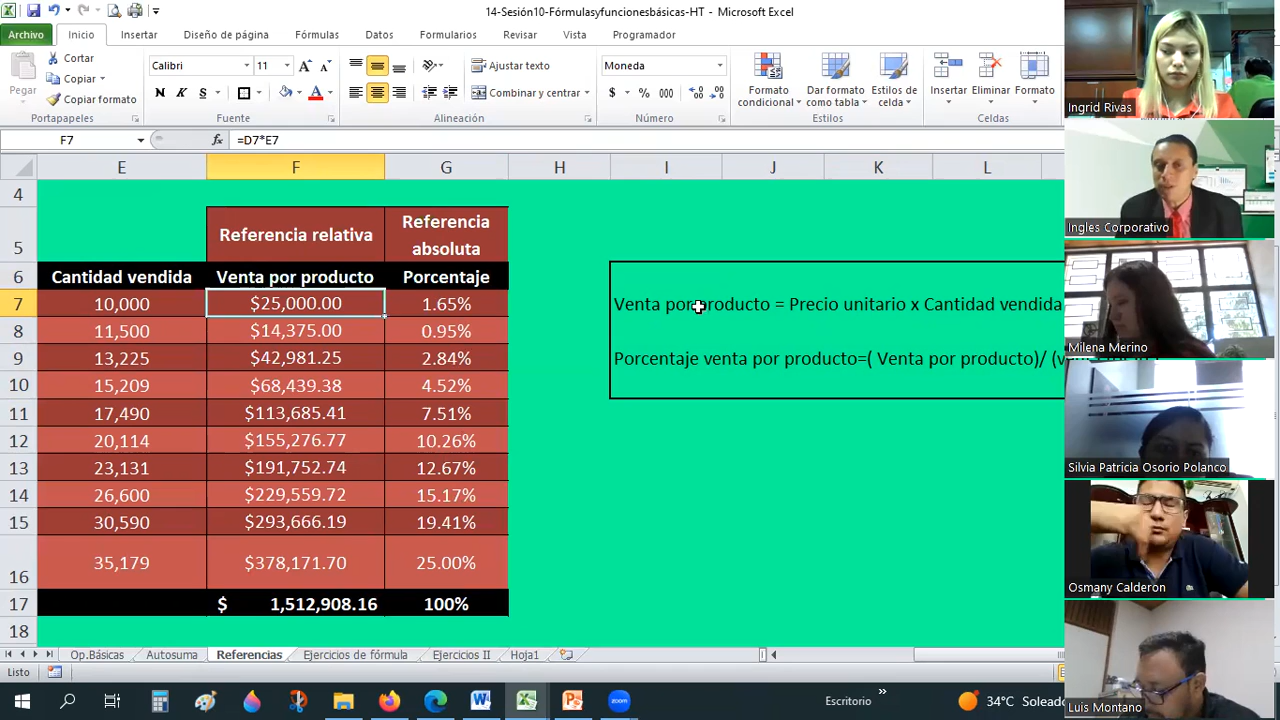 14-Sesión10-Fórmulasyfuncionesbásicas-HT - Microsoft Excel
Archivo Inicio Insertar Diseño de página Fórmulas Datos Formularios Revisar Vista Programador
Pegar
Cortar
Copiar
Copiar formato
Portapapeles
Calibri 11
N K S
Fuente
Ajustar texto
Combinar y centrar
Alineación
Moneda
$ % 000
Número
Formato condicional
Dar formato como tabla
Estilos de celda
Estilos
Insertar Eliminar Formato
Celdas
F7 fx =D7*E7
E F G H I J K L
4
5 Referencia relativa Referencia absoluta
6 Cantidad vendida Venta por producto Porcentaje
7 10,000 $25,000.00 1.65% Venta por producto = Precio unitario x Cantidad vendida
8 11,500 $14,375.00 0.95%
9 13,225 $42,981.25 2.84% Porcentaje venta por producto=( Venta por producto)/ (
10 15,209 $68,439.38 4.52%
11 17,490 $113,685.41 7.51%
12 20,114 $155,276.77 10.26%
13 23,131 $191,752.74 12.67%
14 26,600 $229,559.72 15.17%
15 30,590 $293,666.19 19.41%
16 35,179 $378,171.70 25.00%
17 $ 1,512,908.16 100%
18
Op.Básicas Autosuma Referencias Ejercicios de fórmula Ejercicios II Hoja1
Listo
Escritorio » 34°C Soleado
Ingrid Rivas
Ingles Corporativo
Milena Merino
Silvia Patricia Osorio Polanco
Osmany Calderon
Luis Montano